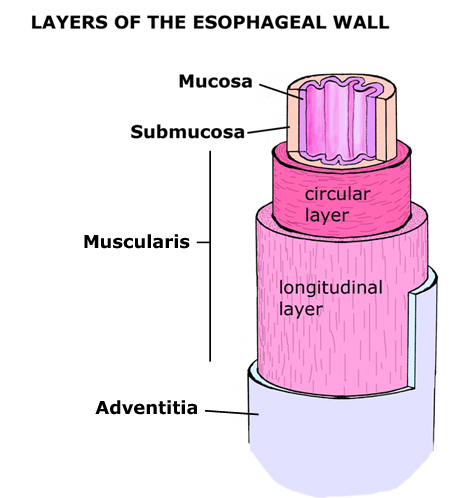 LAYERS OF THE ESOPHAGEAL WALL
Mucosa
Submucosa
circular
layer
Muscularis
longitudinal
layer
Adventitia